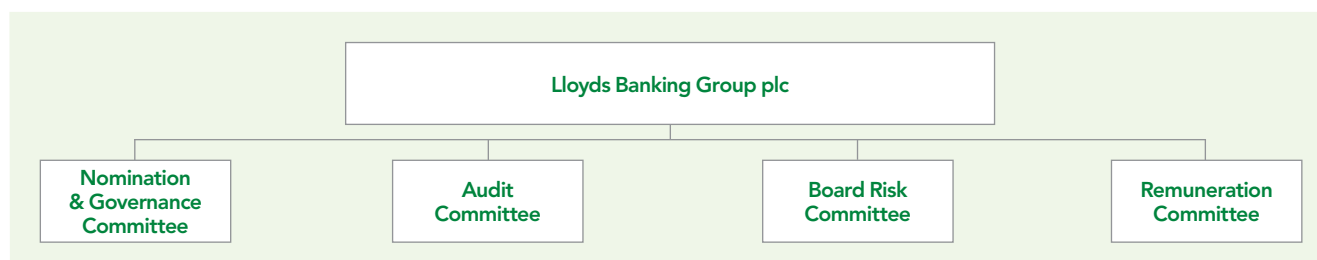 Lloyds Banking Group plc
Nomination
& Governance
Committee
Audit
Committee
Board Risk
Committee
Remuneration
Committee